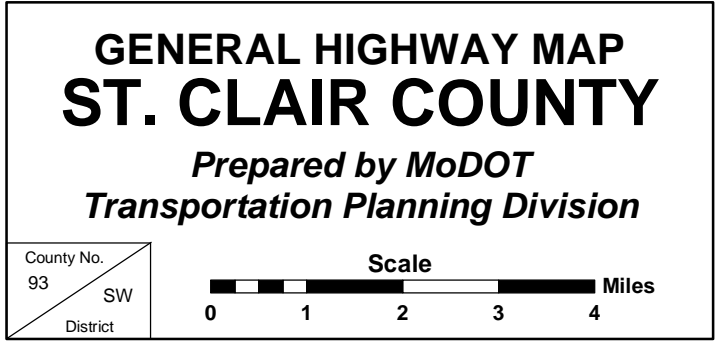 GENERAL HIGHWAY MAP
ST. CLAIR COUNTY
Prepared by MoDOT
Transportation Planning Division
County No.
93
SW
District
Scale
Miles
0 1 2 3 4